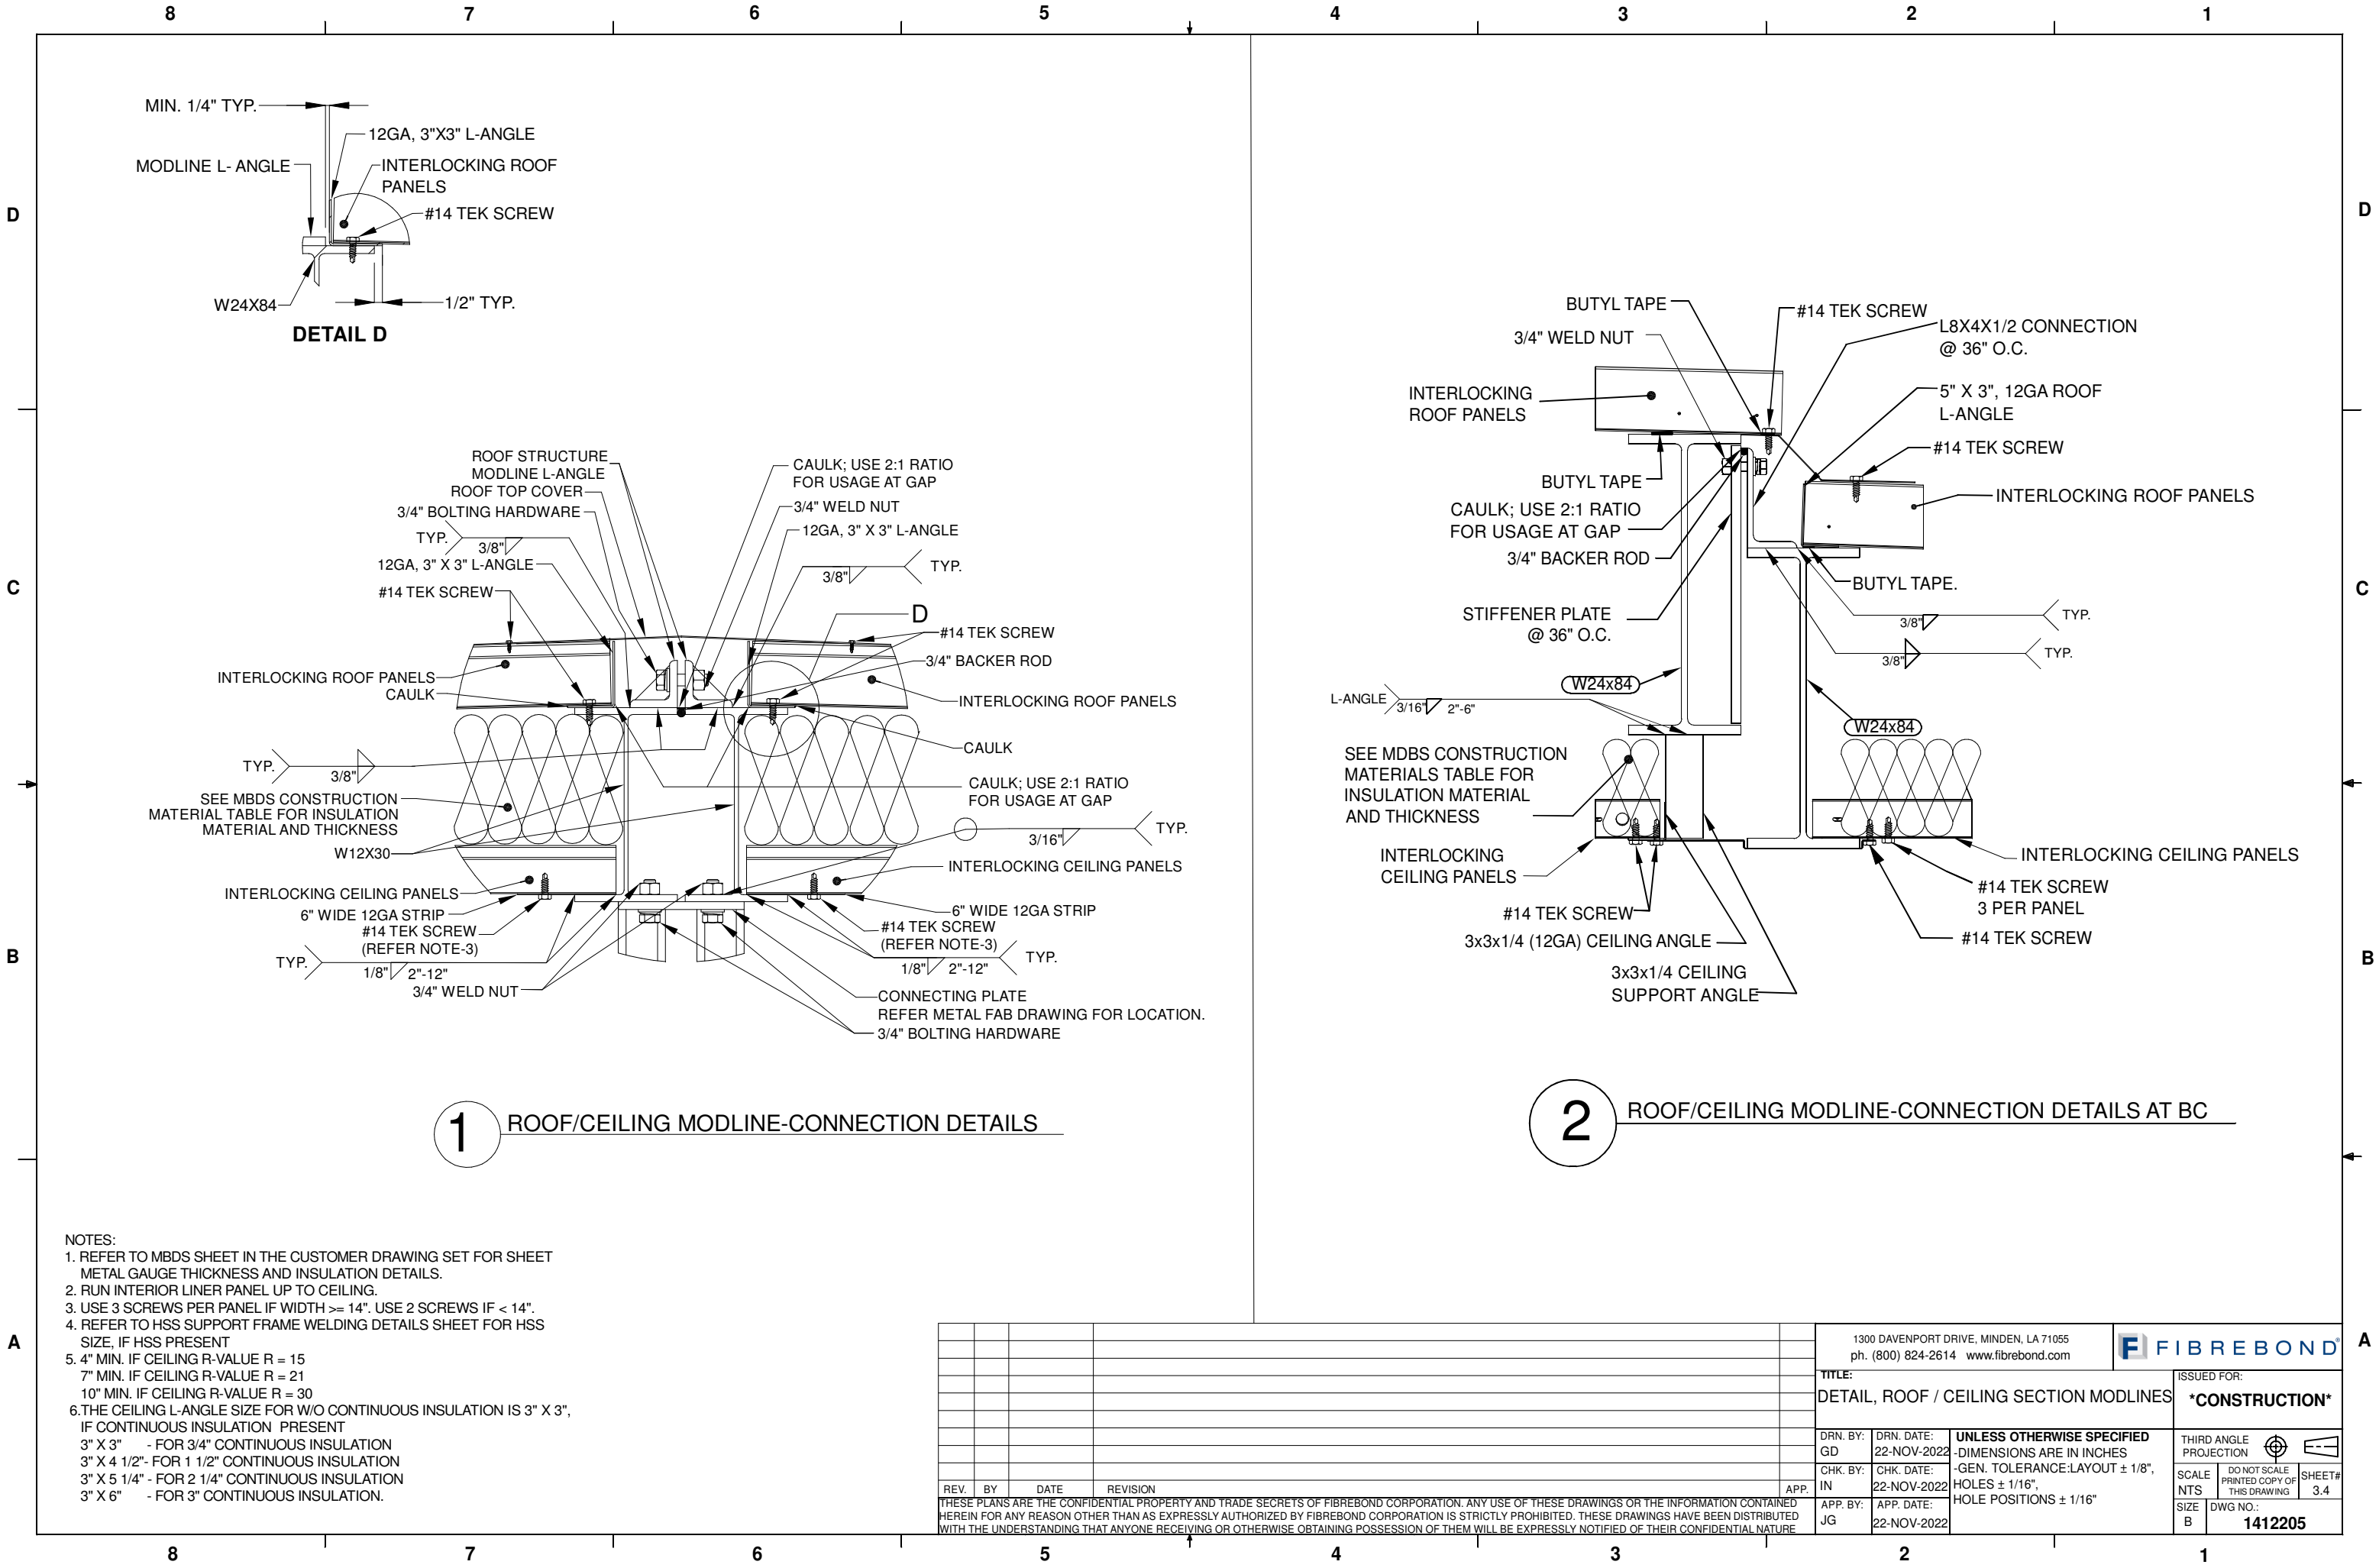 8 7 6 5 4 3 2 1
D
C
B
A
D
C
B
A
MIN. 1/4" TYP.
12GA, 3"X3" L-ANGLE
MODLINE L- ANGLE
INTERLOCKING ROOF
PANELS
#14 TEK SCREW
W24X84
1/2" TYP.
DETAIL D
ROOF STRUCTURE
MODLINE L-ANGLE
ROOF TOP COVER
3/4" BOLTING HARDWARE
TYP.
3/8"
12GA, 3" X 3" L-ANGLE
#14 TEK SCREW
INTERLOCKING ROOF PANELS
CAULK
TYP.
3/8"
SEE MBDS CONSTRUCTION
MATERIAL TABLE FOR INSULATION
MATERIAL AND THICKNESS
W12X30
INTERLOCKING CEILING PANELS
6" WIDE 12GA STRIP
#14 TEK SCREW
(REFER NOTE-3)
TYP.
1/8" 2"-12"
3/4" WELD NUT
CAULK; USE 2:1 RATIO
FOR USAGE AT GAP
3/4" WELD NUT
12GA, 3" X 3" L-ANGLE
3/8"
TYP.
D
#14 TEK SCREW
3/4" BACKER ROD
INTERLOCKING ROOF PANELS
CAULK
CAULK; USE 2:1 RATIO
FOR USAGE AT GAP
3/16"
TYP.
INTERLOCKING CEILING PANELS
6" WIDE 12GA STRIP
#14 TEK SCREW
(REFER NOTE-3)
1/8" 2"-12"
TYP.
CONNECTING PLATE
REFER METAL FAB DRAWING FOR LOCATION.
3/4" BOLTING HARDWARE
1 ROOF/CEILING MODLINE-CONNECTION DETAILS
BUTYL TAPE
#14 TEK SCREW
3/4" WELD NUT
L8X4X1/2 CONNECTION
@ 36" O.C.
INTERLOCKING
ROOF PANELS
5" X 3", 12GA ROOF
L-ANGLE
#14 TEK SCREW
BUTYL TAPE
INTERLOCKING ROOF PANELS
CAULK; USE 2:1 RATIO
FOR USAGE AT GAP
3/4" BACKER ROD
BUTYL TAPE.
STIFFENER PLATE
@ 36" O.C.
3/8"
TYP.
3/8"
TYP.
W24x84
L-ANGLE
3/16" 2"-6"
W24x84
SEE MDBS CONSTRUCTION
MATERIALS TABLE FOR
INSULATION MATERIAL
AND THICKNESS
INTERLOCKING
CEILING PANELS
INTERLOCKING CEILING PANELS
#14 TEK SCREW
3 PER PANEL
#14 TEK SCREW
#14 TEK SCREW
3x3x1/4 (12GA) CEILING ANGLE
3x3x1/4 CEILING
SUPPORT ANGLE
2 ROOF/CEILING MODLINE-CONNECTION DETAILS AT BC
NOTES:
1. REFER TO MBDS SHEET IN THE CUSTOMER DRAWING SET FOR SHEET
METAL GAUGE THICKNESS AND INSULATION DETAILS.
2. RUN INTERIOR LINER PANEL UP TO CEILING.
3. USE 3 SCREWS PER PANEL IF WIDTH >= 14". USE 2 SCREWS IF < 14".
4. REFER TO HSS SUPPORT FRAME WELDING DETAILS SHEET FOR HSS
SIZE, IF HSS PRESENT
5. 4" MIN. IF CEILING R-VALUE R = 15
7" MIN. IF CEILING R-VALUE R = 21
10" MIN. IF CEILING R-VALUE R = 30
6.THE CEILING L-ANGLE SIZE FOR W/O CONTINUOUS INSULATION IS 3" X 3",
IF CONTINUOUS INSULATION PRESENT
3" X 3" - FOR 3/4" CONTINUOUS INSULATION
3" X 4 1/2"- FOR 1 1/2" CONTINUOUS INSULATION
3" X 5 1/4" - FOR 2 1/4" CONTINUOUS INSULATION
3" X 6" - FOR 3" CONTINUOUS INSULATION.
REV. BY DATE REVISION APP.
THESE PLANS ARE THE CONFIDENTIAL PROPERTY AND TRADE SECRETS OF FIBREBOND CORPORATION. ANY USE OF THESE DRAWINGS OR THE INFORMATION CONTAINED
HEREIN FOR ANY REASON OTHER THAN AS EXPRESSLY AUTHORIZED BY FIBREBOND CORPORATION IS STRICTLY PROHIBITED. THESE DRAWINGS HAVE BEEN DISTRIBUTED
WITH THE UNDERSTANDING THAT ANYONE RECEIVING OR OTHERWISE OBTAINING POSSESSION OF THEM WILL BE EXPRESSLY NOTIFIED OF THEIR CONFIDENTIAL NATURE
1300 DAVENPORT DRIVE, MINDEN, LA 71055
ph. (800) 824-2614 www.fibrebond.com
FIBREBOND®
TITLE:
DETAIL, ROOF / CEILING SECTION MODLINES
ISSUED FOR:
*CONSTRUCTION*
DRN. BY: GD
DRN. DATE: 22-NOV-2022
CHK. BY: IN
CHK. DATE: 22-NOV-2022
APP. BY: JG
APP. DATE: 22-NOV-2022
UNLESS OTHERWISE SPECIFIED
-DIMENSIONS ARE IN INCHES
-GEN. TOLERANCE:LAYOUT ± 1/8",
HOLES ± 1/16",
HOLE POSITIONS ± 1/16"
THIRD ANGLE
PROJECTION
SCALE
NTS
DO NOT SCALE
PRINTED COPY OF
THIS DRAWING
SHEET#
3.4
SIZE
B
DWG NO.:
1412205
8 7 6 5 4 3 2 1